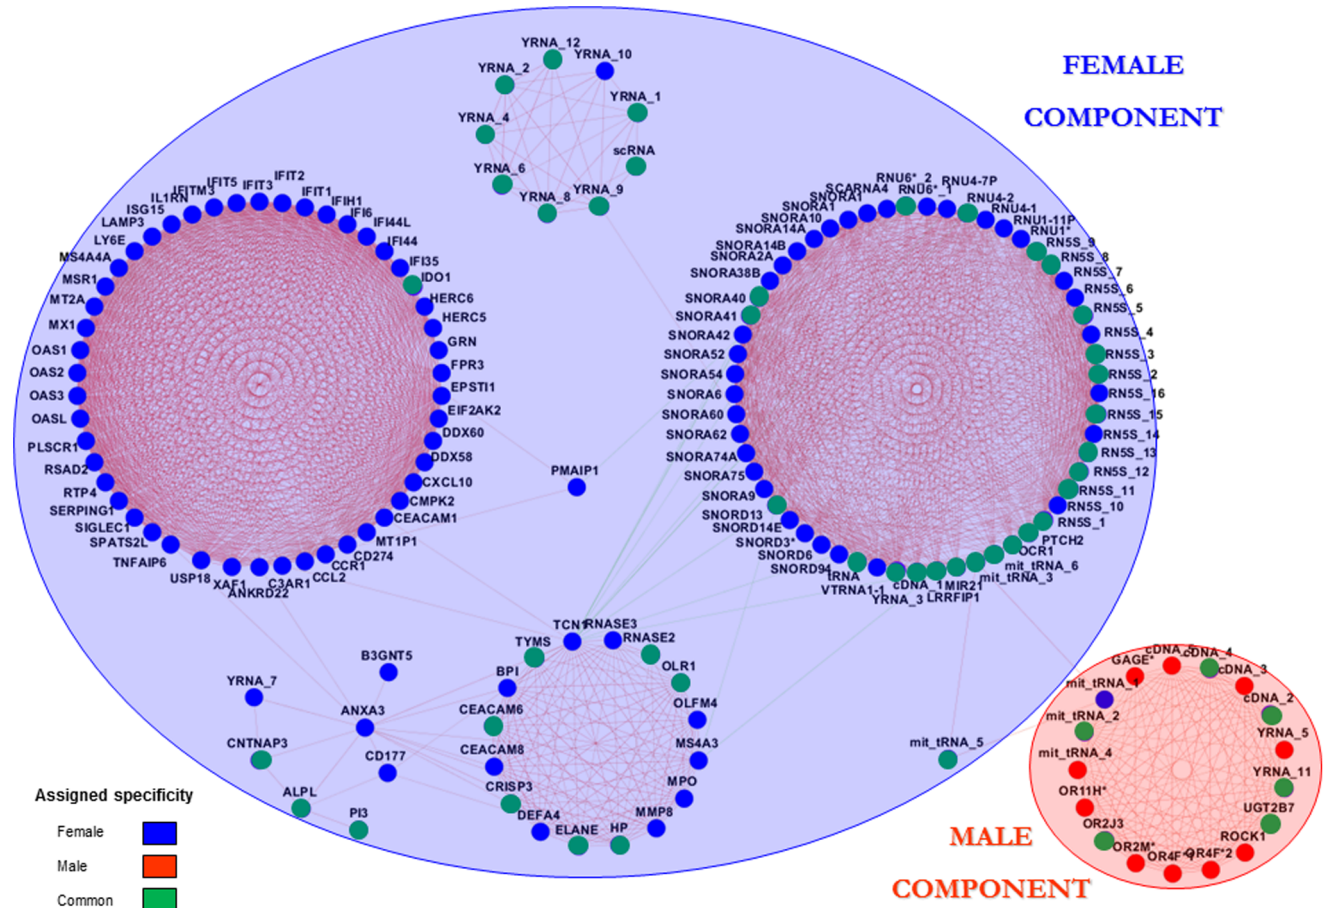 YRNA_12
YRNA_10
YRNA_2
YRNA_1
YRNA_4
scRNA
YRNA_6
YRNA_9
YRNA_8
FEMALE
COMPONENT
IFIT2
IFIT3
IFIT5
IFITM3
IL1RN
ISG15
LAMP3
LY6E
MS4A4A
MSR1
MT2A
MX1
OAS1
OAS2
OAS3
OASL
PLSCR1
RSAD2
RTP4
SERPING1
SIGLEC1
SPATS2L
TNFAIP6
USP18
XAF1
ANKRD22
C3AR1
CCL2
CCR1
CD274
MT1P1
CEACAM1
CMPK2
CXCL10
DDX58
DDX60
EIF2AK2
EPSTI1
FPR3
GRN
HERC5
HERC6
IDO1
IFI35
IFI44
IFI44L
IFI6
IFIH1
IFIT1
RNU6*_2
RNU6*_1
RNU4-7P
RNU4-2
RNU4-1
RNU1-11P
RNU1*
RN5S_9
RN5S_8
RN5S_7
RN5S_6
RN5S_5
RN5S_4
RN5S_3
RN5S_2
RN5S_16
RN5S_15
RN5S_14
RN5S_13
RN5S_12
RN5S_11
RN5S_10
RN5S_1
PTCH2
OCR1
mit_tRNA_6
mit_tRNA_3
MIR21
LRRFIP1
cDNA_1
YRNA_3
VTRNA1-1
tRNA
SNORD94
SNORD6
SNORD3*
SNORD14E
SNORD13
SNORA9
SNORA75
SNORA74A
SNORA62
SNORA60
SNORA6
SNORA54
SNORA52
SNORA42
SNORA41
SNORA40
SNORA38B
SNORA2A
SNORA14B
SNORA14A
SNORA10
SNORA1
SNORA1
SCARNA4
PMAIP1
B3GNT5
YRNA_7
ANXA3
CNTNAP3
CD177
ALPL
PI3
TCN1
RNASE3
RNASE2
TYMS
OLR1
BPI
OLFM4
CEACAM6
MS4A3
CEACAM8
MPO
CRISP3
MMP8
DEFA4
ELANE
HP
mit_tRNA_5
cDNA_5
cDNA_4
GAGE*
cDNA_3
mit_tRNA_1
cDNA_2
mit_tRNA_2
YRNA_5
mit_tRNA_4
YRNA_11
OR11H*
UGT2B7
OR2J3
ROCK1
OR2M*
OR4F*1
OR4F*2
MALE
COMPONENT
Assigned specificity
Female
Male
Common